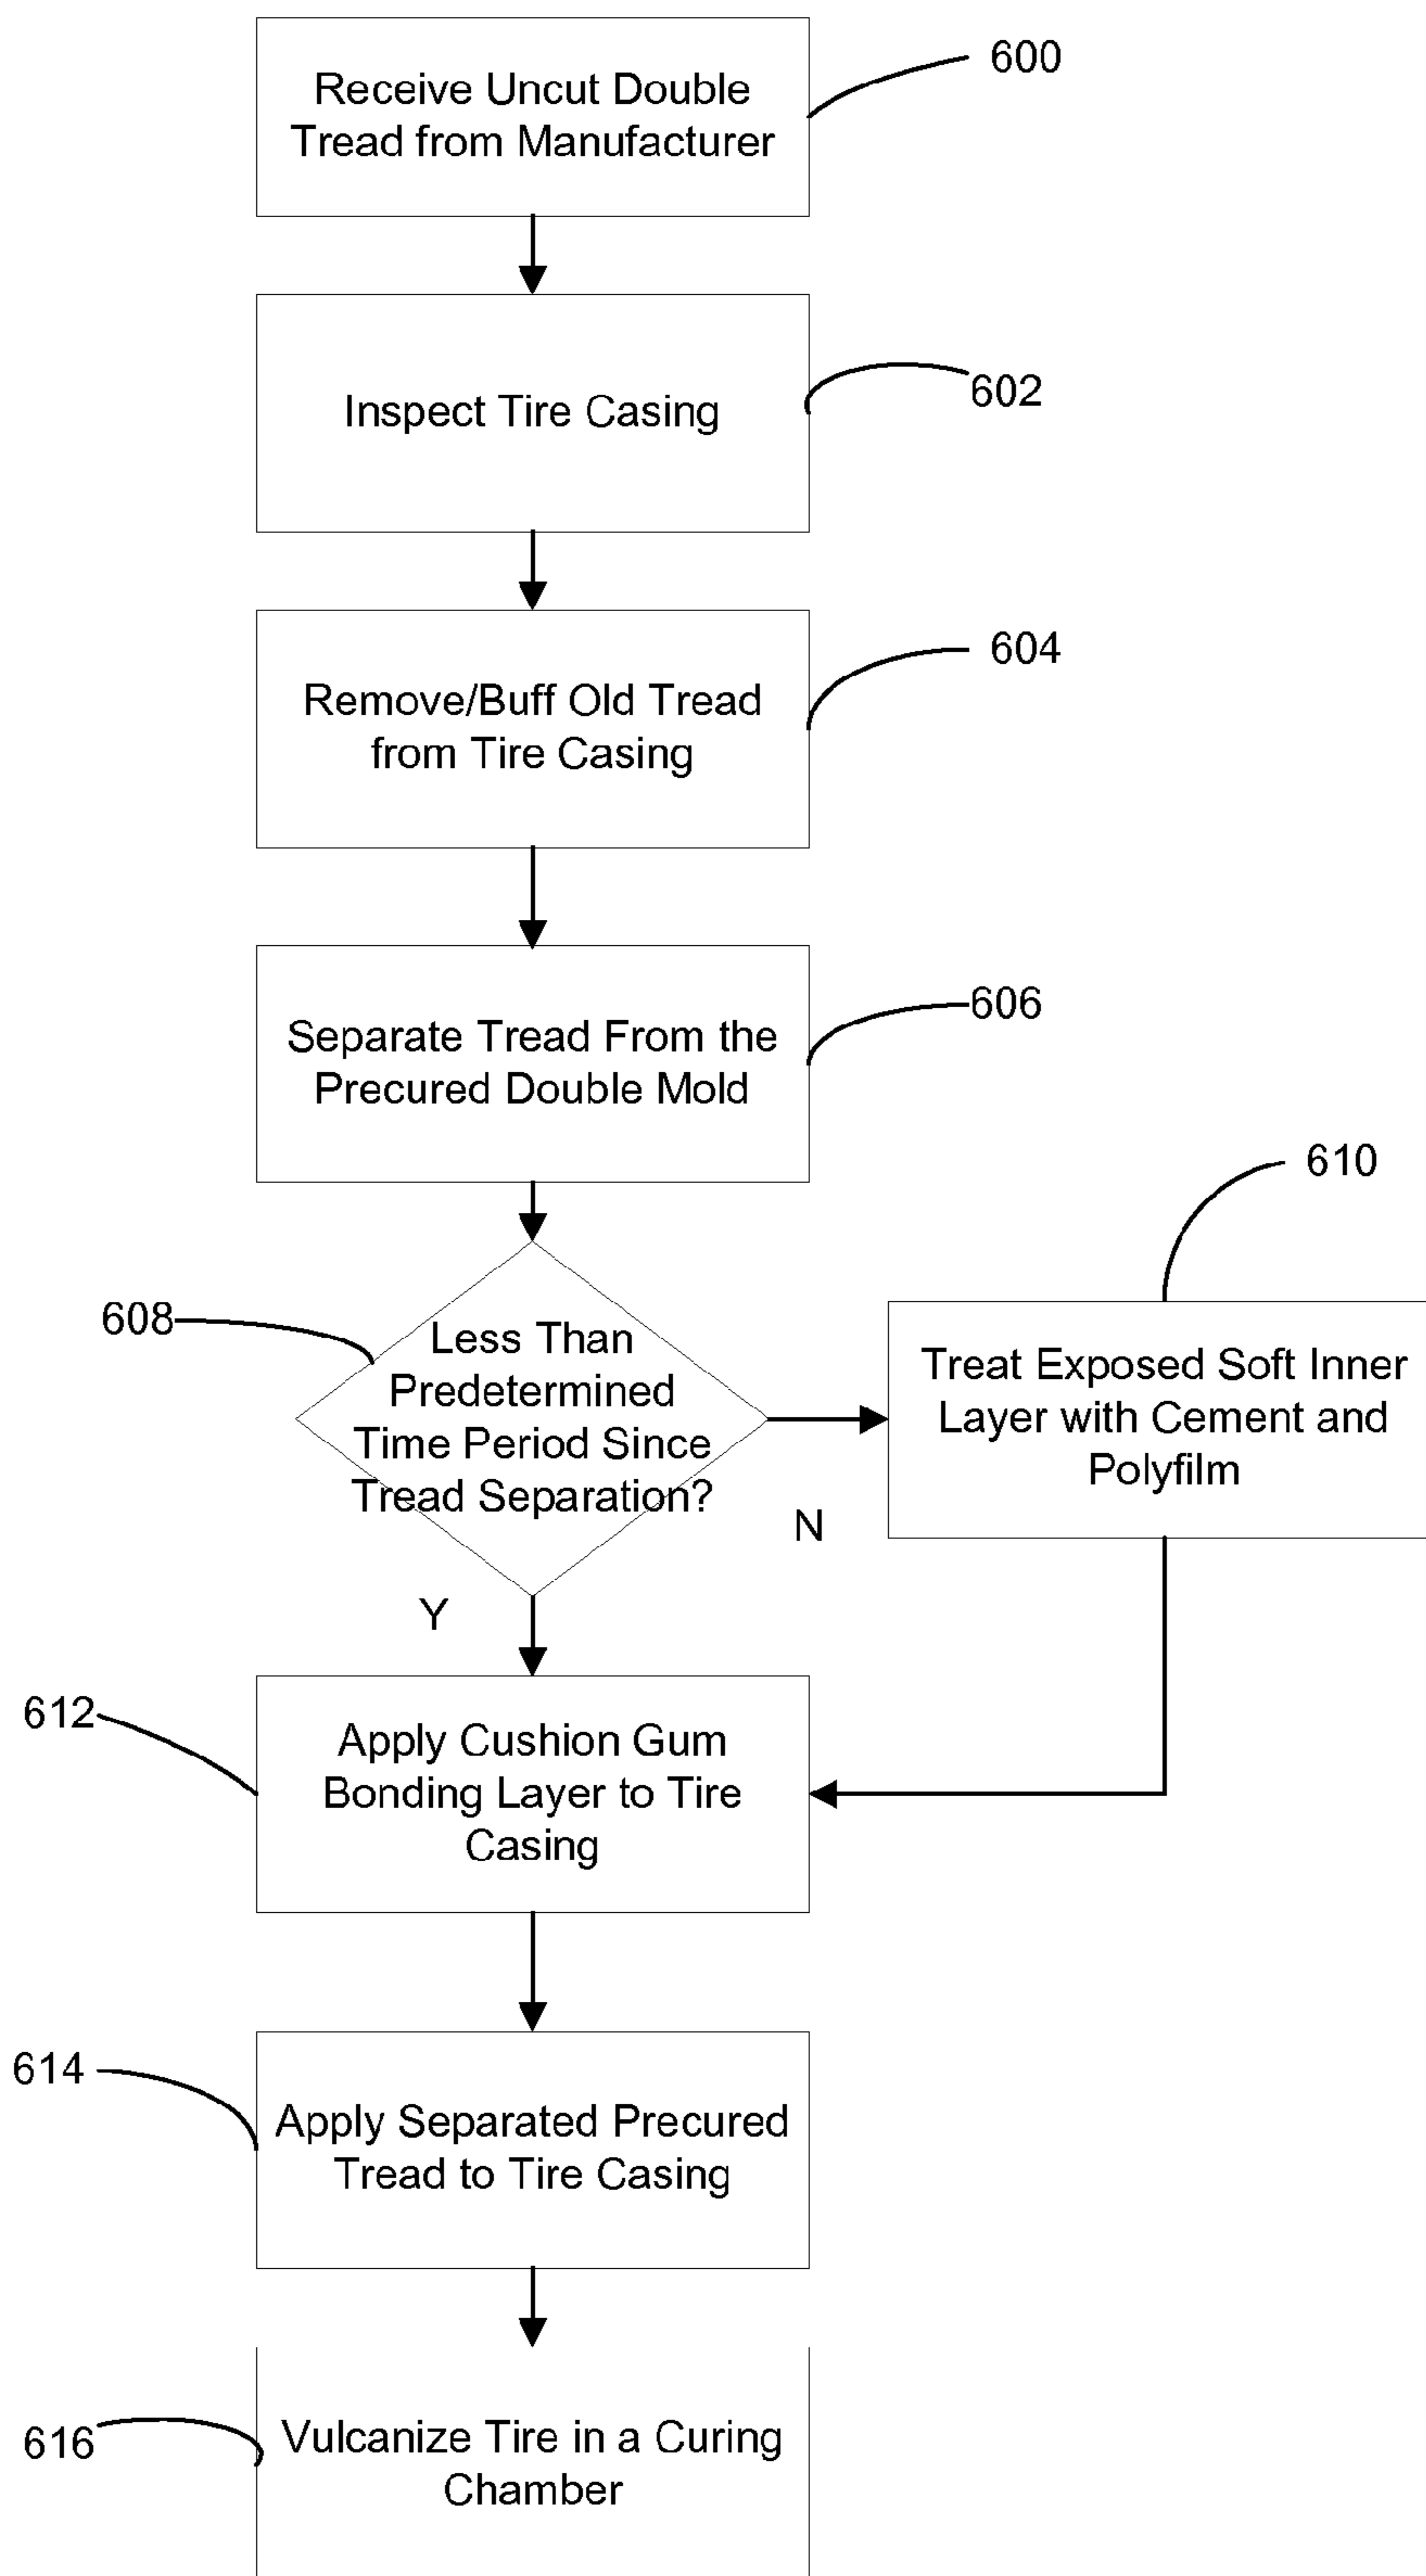 Receive Uncut Double
Tread from Manufacturer
600
Inspect Tire Casing
602
Remove/Buff Old Tread
from Tire Casing
604
Separate Tread From the
Precured Double Mold
606
608
Less Than
Predetermined
Time Period Since
Tread Separation?
N
Y
610
Treat Exposed Soft Inner
Layer with Cement and
Polyfilm
612
Apply Cushion Gum
Bonding Layer to Tire
Casing
614
Apply Separated Precured
Tread to Tire Casing
616
Vulcanize Tire in a Curing
Chamber